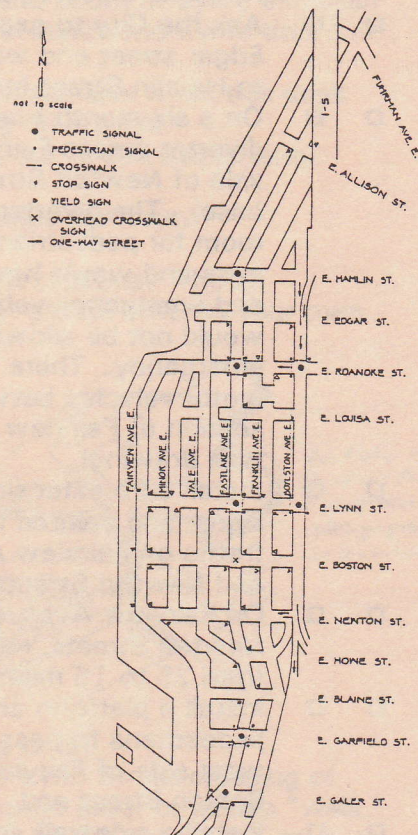 N
not to scale
TRAFFIC SIGNAL
PEDESTRIAN SIGNAL
CROSSWALK
STOP SIGN
YIELD SIGN
OVERHEAD CROSSWALK
SIGN
ONE-WAY STREET
I-5
FUHRMAN AVE. E.
E. ALLISON ST.
E. HAMLIN ST.
E. EDGAR ST.
E. ROANOKE ST.
E. LOUISA ST.
FAIRVIEW AVE. E.
MINOR AVE. E.
YALE AVE. E.
EASTLAKE AVE. E.
FRANKLIN AVE. E.
BOYLSTON AVE. E.
E. LYNN ST.
E. BOSTON ST.
E. NEWTON ST.
E. HOWE ST.
E. BLAINE ST.
E. GARFIELD ST.
E. GALER ST.